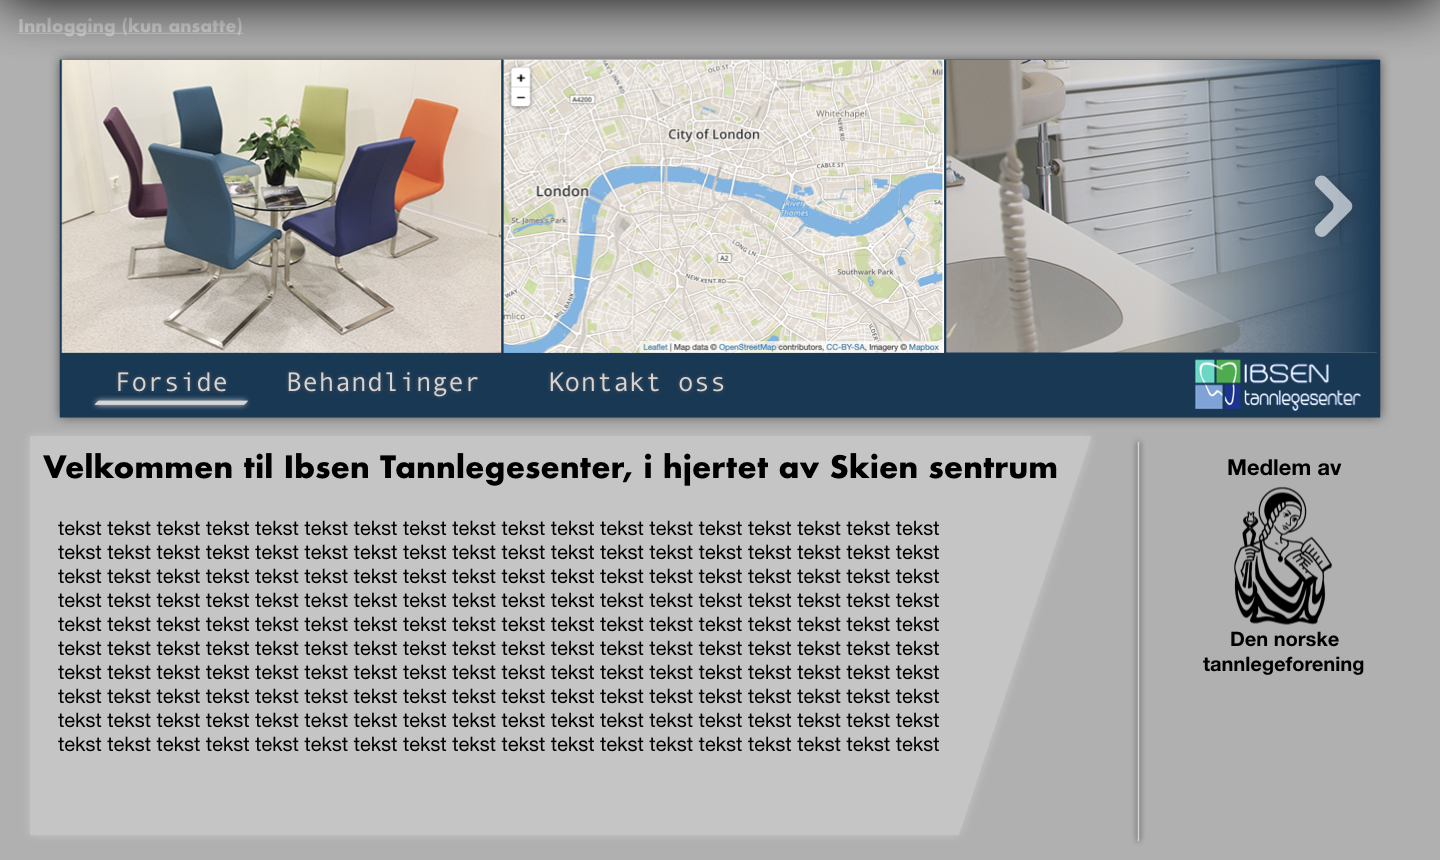 Innlogging (kun ansatte)
+
−
OLD ST
A4200
Whitechapel
City of London
NEW RD
CABLE ST
London
River
Thames
St. James's Park
LONG LN
A2
Southwark Park
NEW KENT RD
WAY
MILLBANK
mlico
Leaflet | Map data © OpenStreetMap contributors, CC-BY-SA, Imagery © Mapbox
Forside Behandlinger Kontakt oss
IBSEN
tannlegesenter
Velkommen til Ibsen Tannlegesenter, i hjertet av Skien sentrum
tekst tekst tekst tekst tekst tekst tekst tekst tekst tekst tekst tekst tekst tekst tekst tekst tekst tekst
tekst tekst tekst tekst tekst tekst tekst tekst tekst tekst tekst tekst tekst tekst tekst tekst tekst tekst
tekst tekst tekst tekst tekst tekst tekst tekst tekst tekst tekst tekst tekst tekst tekst tekst tekst tekst
tekst tekst tekst tekst tekst tekst tekst tekst tekst tekst tekst tekst tekst tekst tekst tekst tekst tekst
tekst tekst tekst tekst tekst tekst tekst tekst tekst tekst tekst tekst tekst tekst tekst tekst tekst tekst
tekst tekst tekst tekst tekst tekst tekst tekst tekst tekst tekst tekst tekst tekst tekst tekst tekst tekst
tekst tekst tekst tekst tekst tekst tekst tekst tekst tekst tekst tekst tekst tekst tekst tekst tekst tekst
tekst tekst tekst tekst tekst tekst tekst tekst tekst tekst tekst tekst tekst tekst tekst tekst tekst tekst
tekst tekst tekst tekst tekst tekst tekst tekst tekst tekst tekst tekst tekst tekst tekst tekst tekst tekst
tekst tekst tekst tekst tekst tekst tekst tekst tekst tekst tekst tekst tekst tekst tekst tekst tekst tekst
Medlem av
Den norske
tannlegeforening